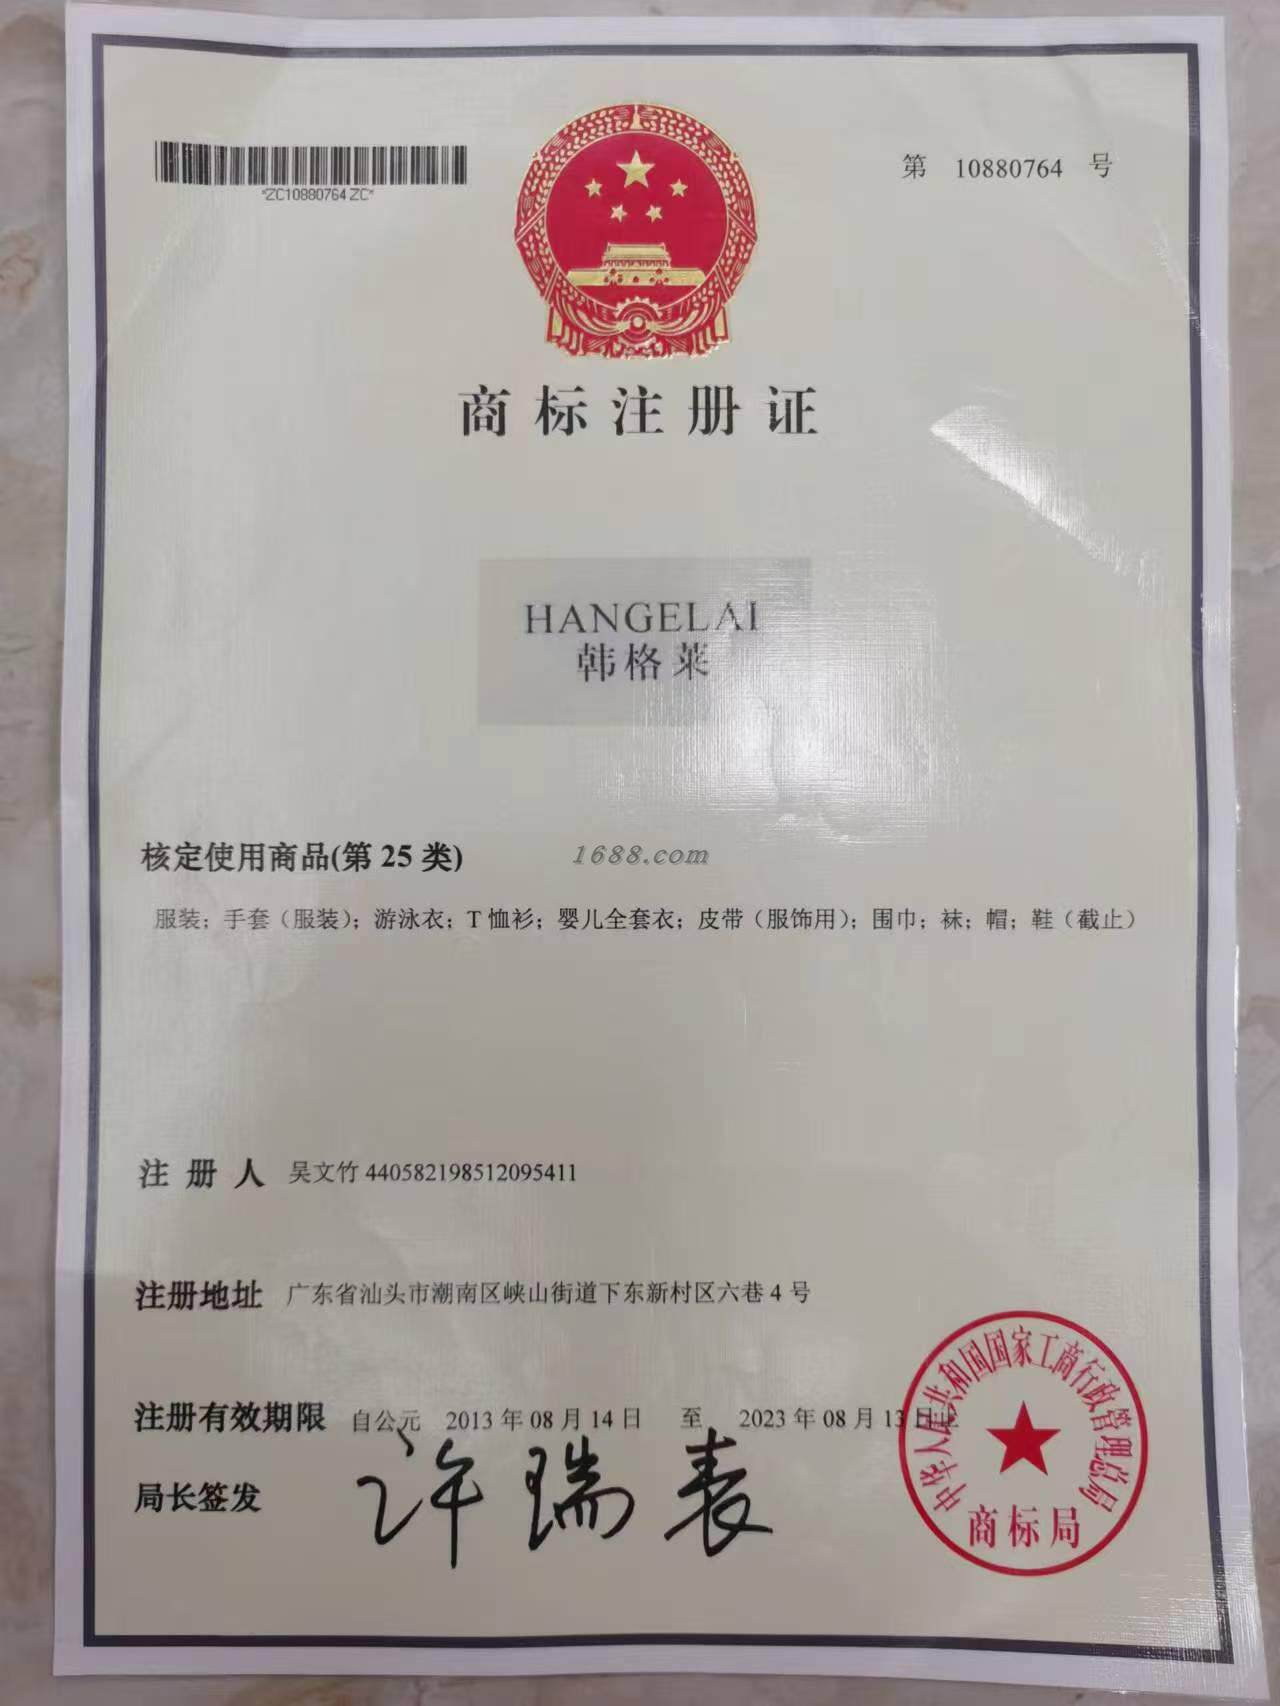 *ZC10880764ZC*
第 10880764 号
商标注册证
HANGELAI
韩格莱
核定使用商品(第 25 类)
1688.com
服装；手套（服装）；游泳衣；T 恤衫；婴儿全套衣；皮带（服饰用）；围巾；袜；帽；鞋（截止）
注册人 吴文竹 440582198512095411
注册地址 广东省汕头市潮南区峡山街道下东新村区六巷 4 号
注册有效期限 自公元 2013 年 08 月 14 日 至 2023 年 08 月 13 日止
局长签发 许瑞表
中华人民共和国国家工商行政管理总局
商标局